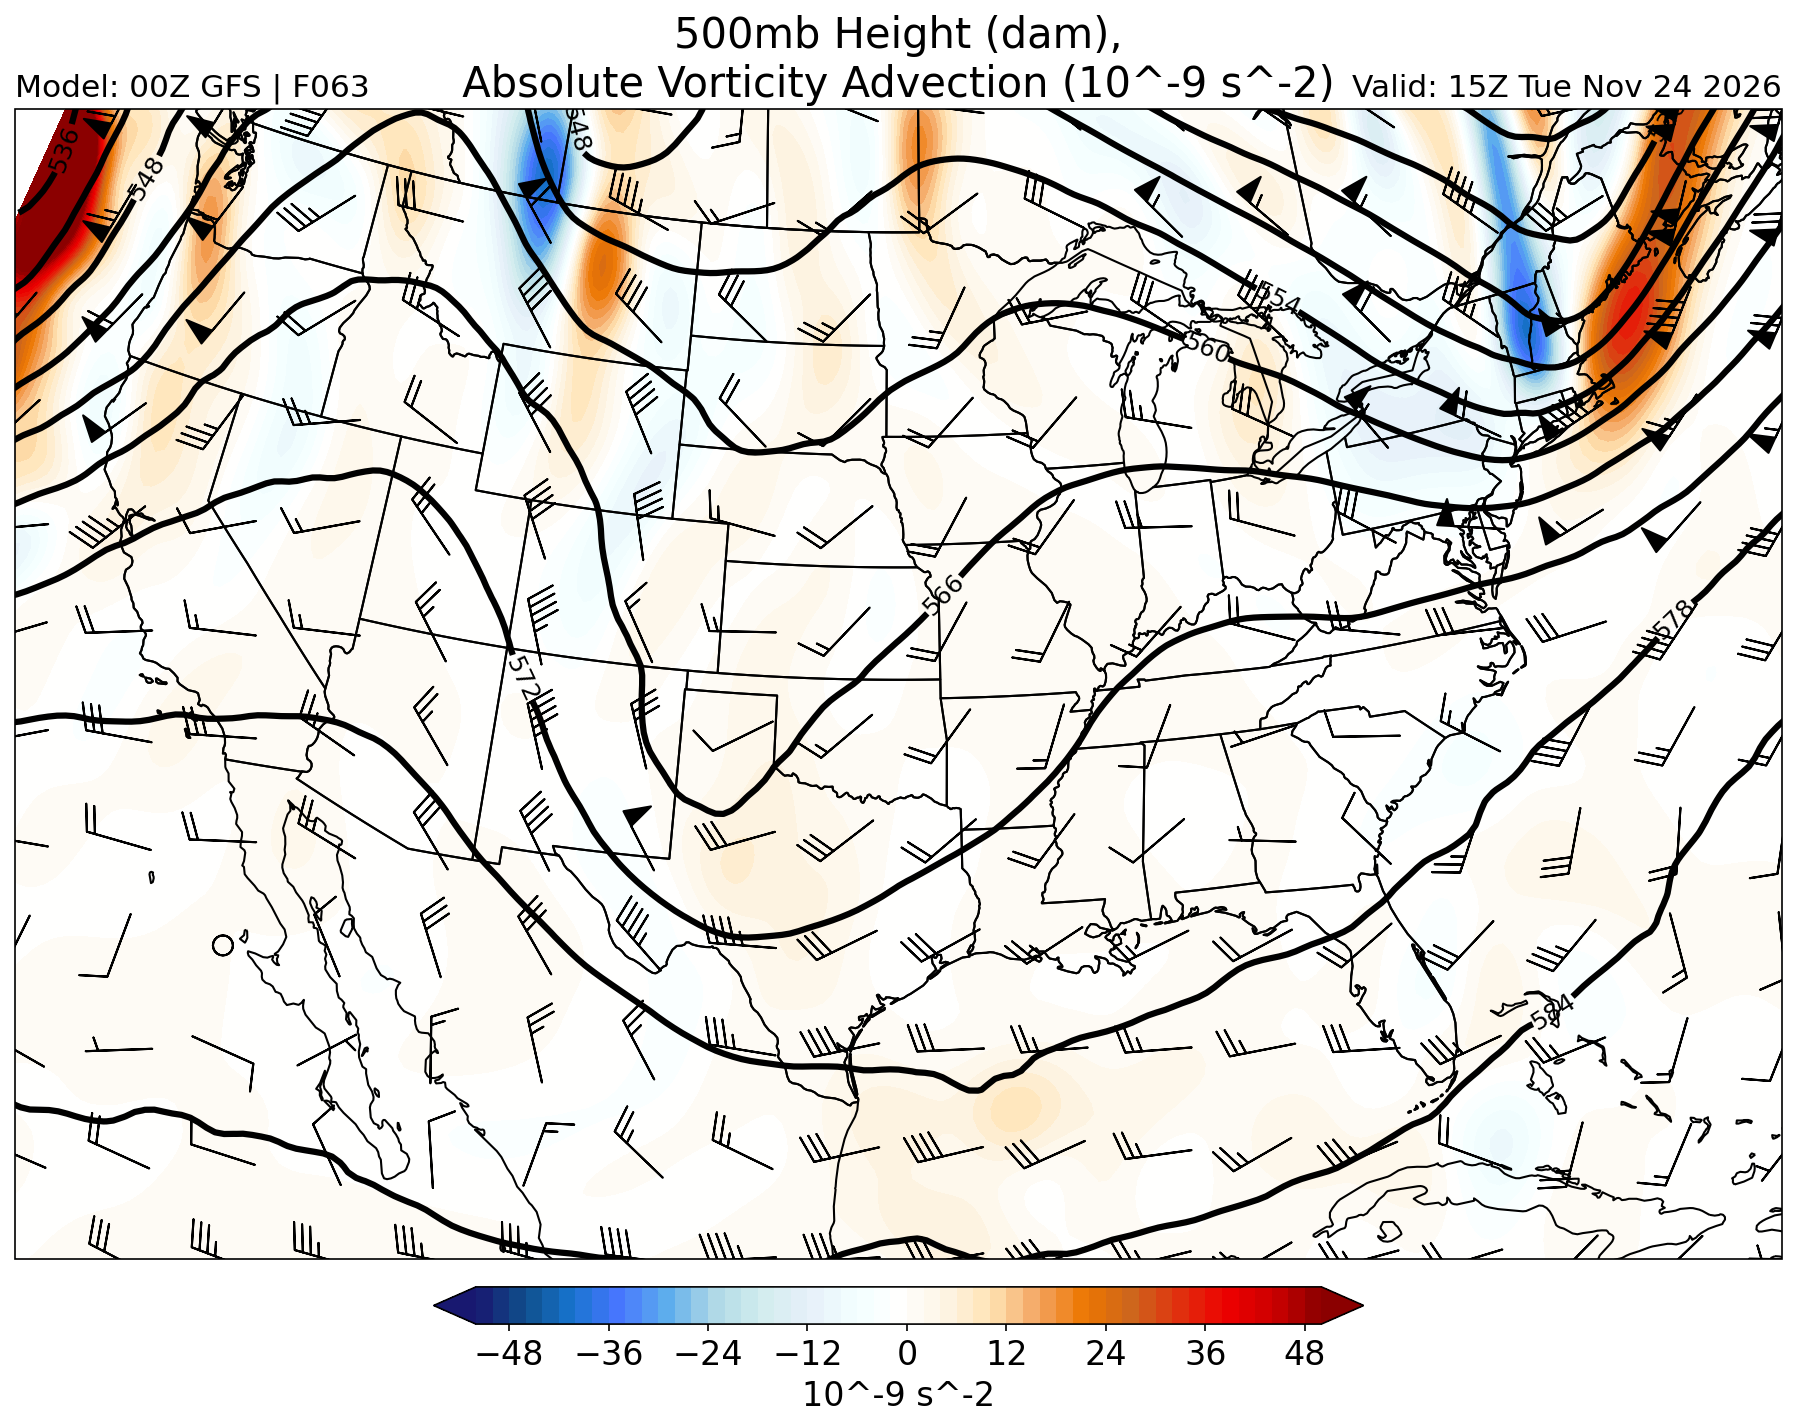 500mb Height (dam),
Model: 00Z GFS | F063
Absolute Vorticity Advection (10^-9 s^-2)
Valid: 15Z Tue Nov 24 2026
536
548
548
554
560
566
572
578
584
−48 −36 −24 −12 0 12 24 36 48
10^-9 s^-2